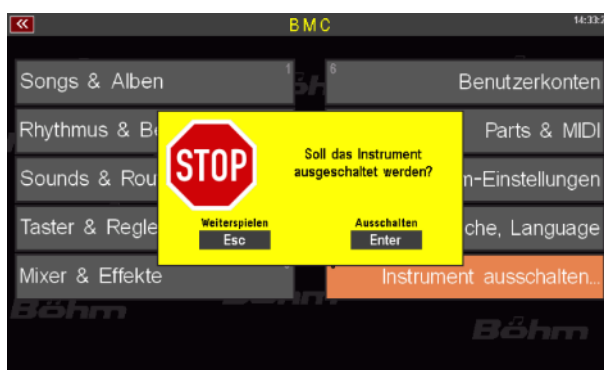 BMC
14:33:2
Songs & Alben
1
6
Benutzerkonten
Rhythmus & Be
Parts & MIDI
Sounds & Rou
m-Einstellungen
Taster & Regle
che, Language
Mixer & Effekte
Instrument ausschalten...
STOP
Soll das Instrument
ausgeschaltet werden?
Weiterspielen
Esc
Ausschalten
Enter
Böhm
Böhm